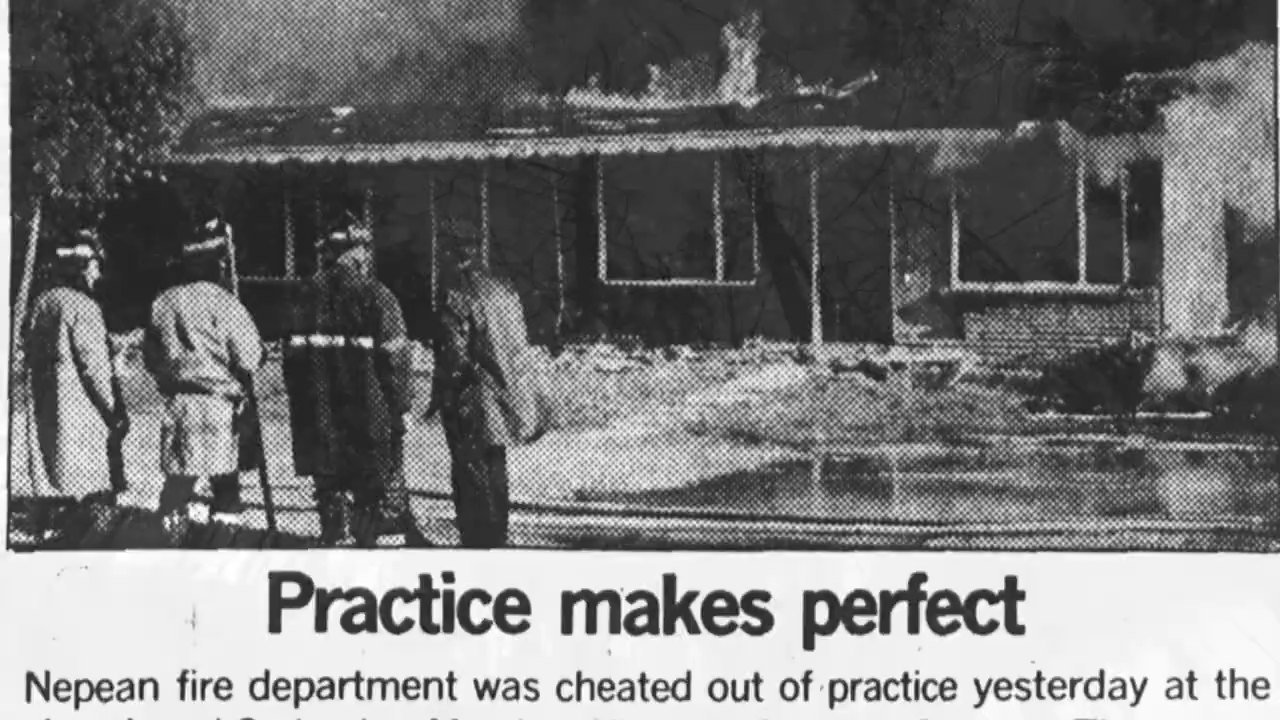 Practice makes perfect
Nepean fire department was cheated out of practice yesterday at the